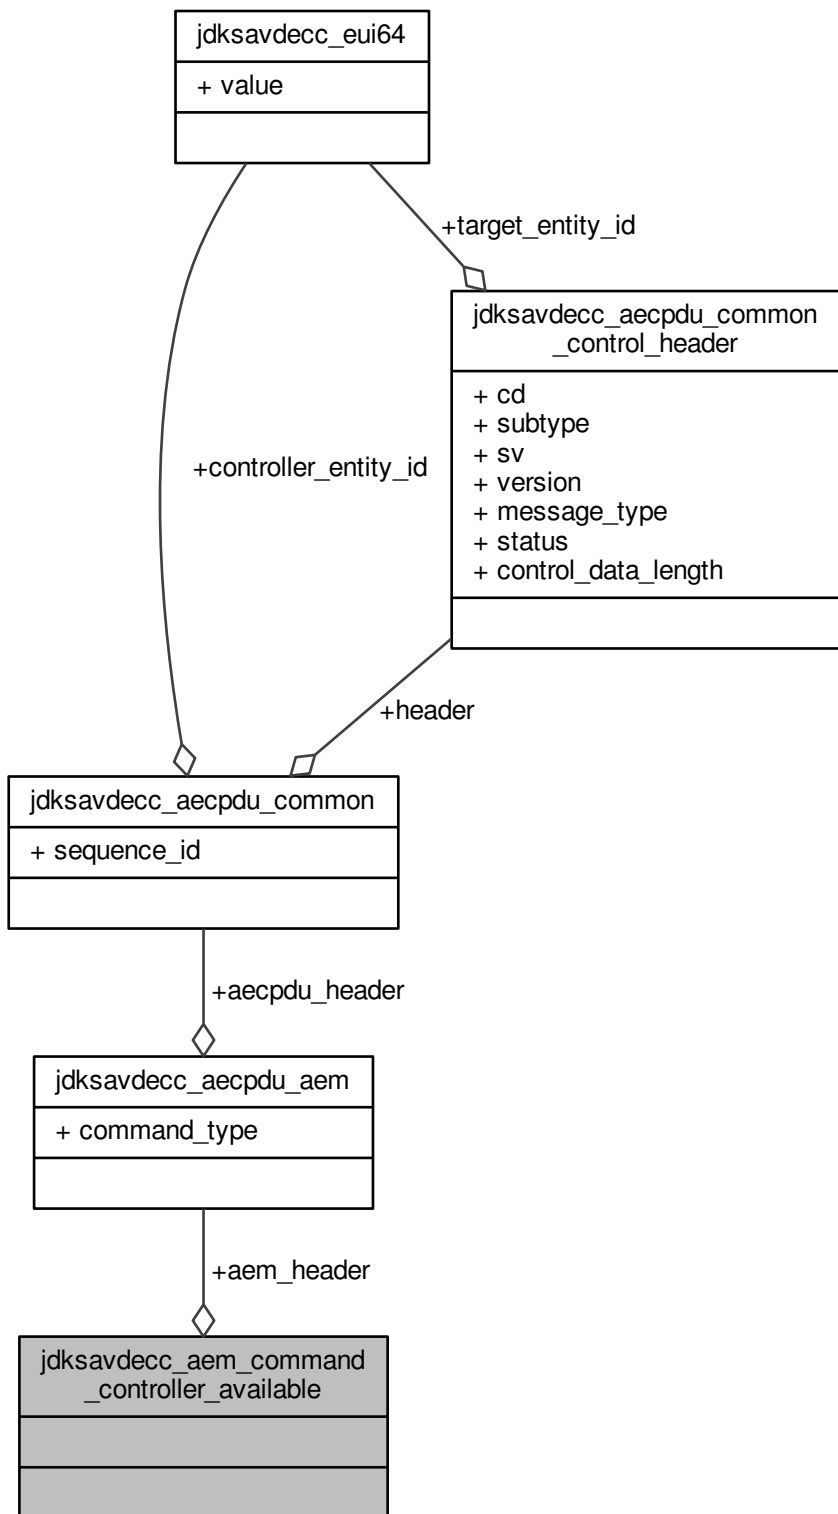 jdksavdecc_eui64
+ value
+target_entity_id
jdksavdecc_aecpdu_common
_control_header
+ cd
+ subtype
+ sv
+ version
+ message_type
+ status
+ control_data_length
+controller_entity_id
+header
jdksavdecc_aecpdu_common
+ sequence_id
+aecpdu_header
jdksavdecc_aecpdu_aem
+ command_type
+aem_header
jdksavdecc_aem_command
_controller_available